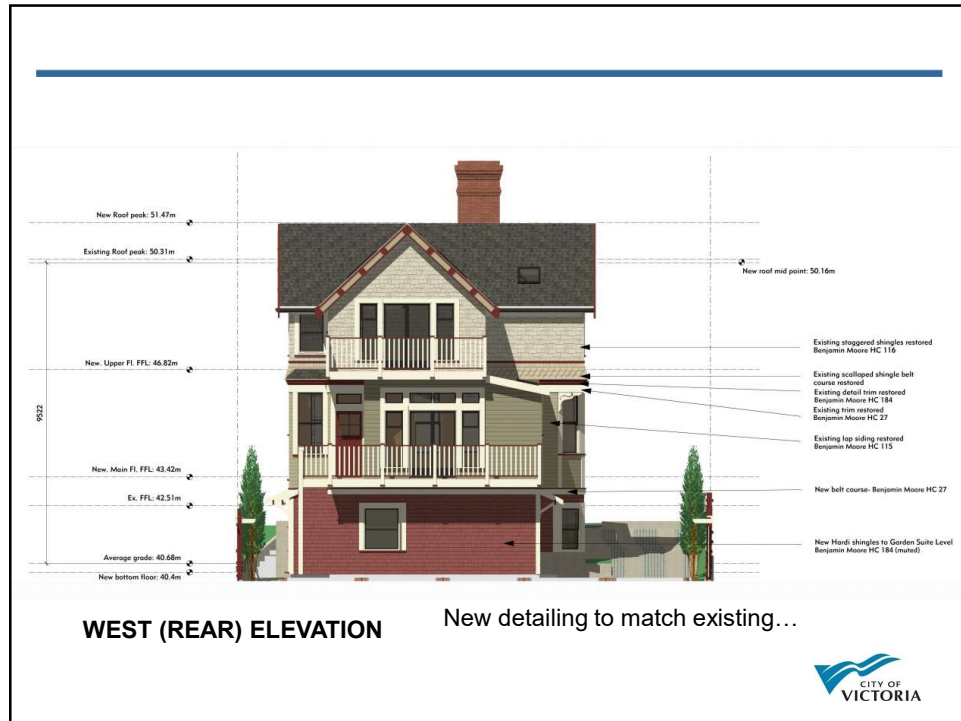 New Roof peak: 51.47m
Existing Roof peak: 50.31m
New roof mid point: 50.16m
New. Upper Fl. FFL: 46.82m
9522
New. Main Fl. FFL: 43.42m
Ex. FFL: 42.51m
Average grade: 40.68m
New bottom floor: 40.4m
Existing staggered shingles restored
Benjamin Moore HC 116
Existing scalloped shingle belt
course restored
Existing detail trim restored
Benjamin Moore HC 184
Existing trim restored
Benjamin Moore HC 27
Existing lap siding restored
Benjamin Moore HC 115
New belt course- Benjamin Moore HC 27
New Hardi shingles to Garden Suite Level
Benjamin Moore HC 184 (muted)
WEST (REAR) ELEVATION
New detailing to match existing…
CITY OF
VICTORIA